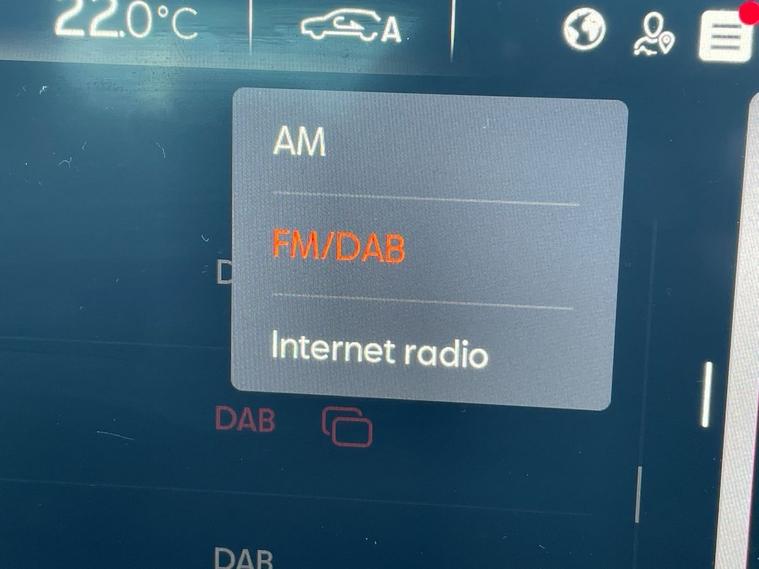 22.0°C
A
AM
FM/DAB
D
Internet radio
DAB
DAB